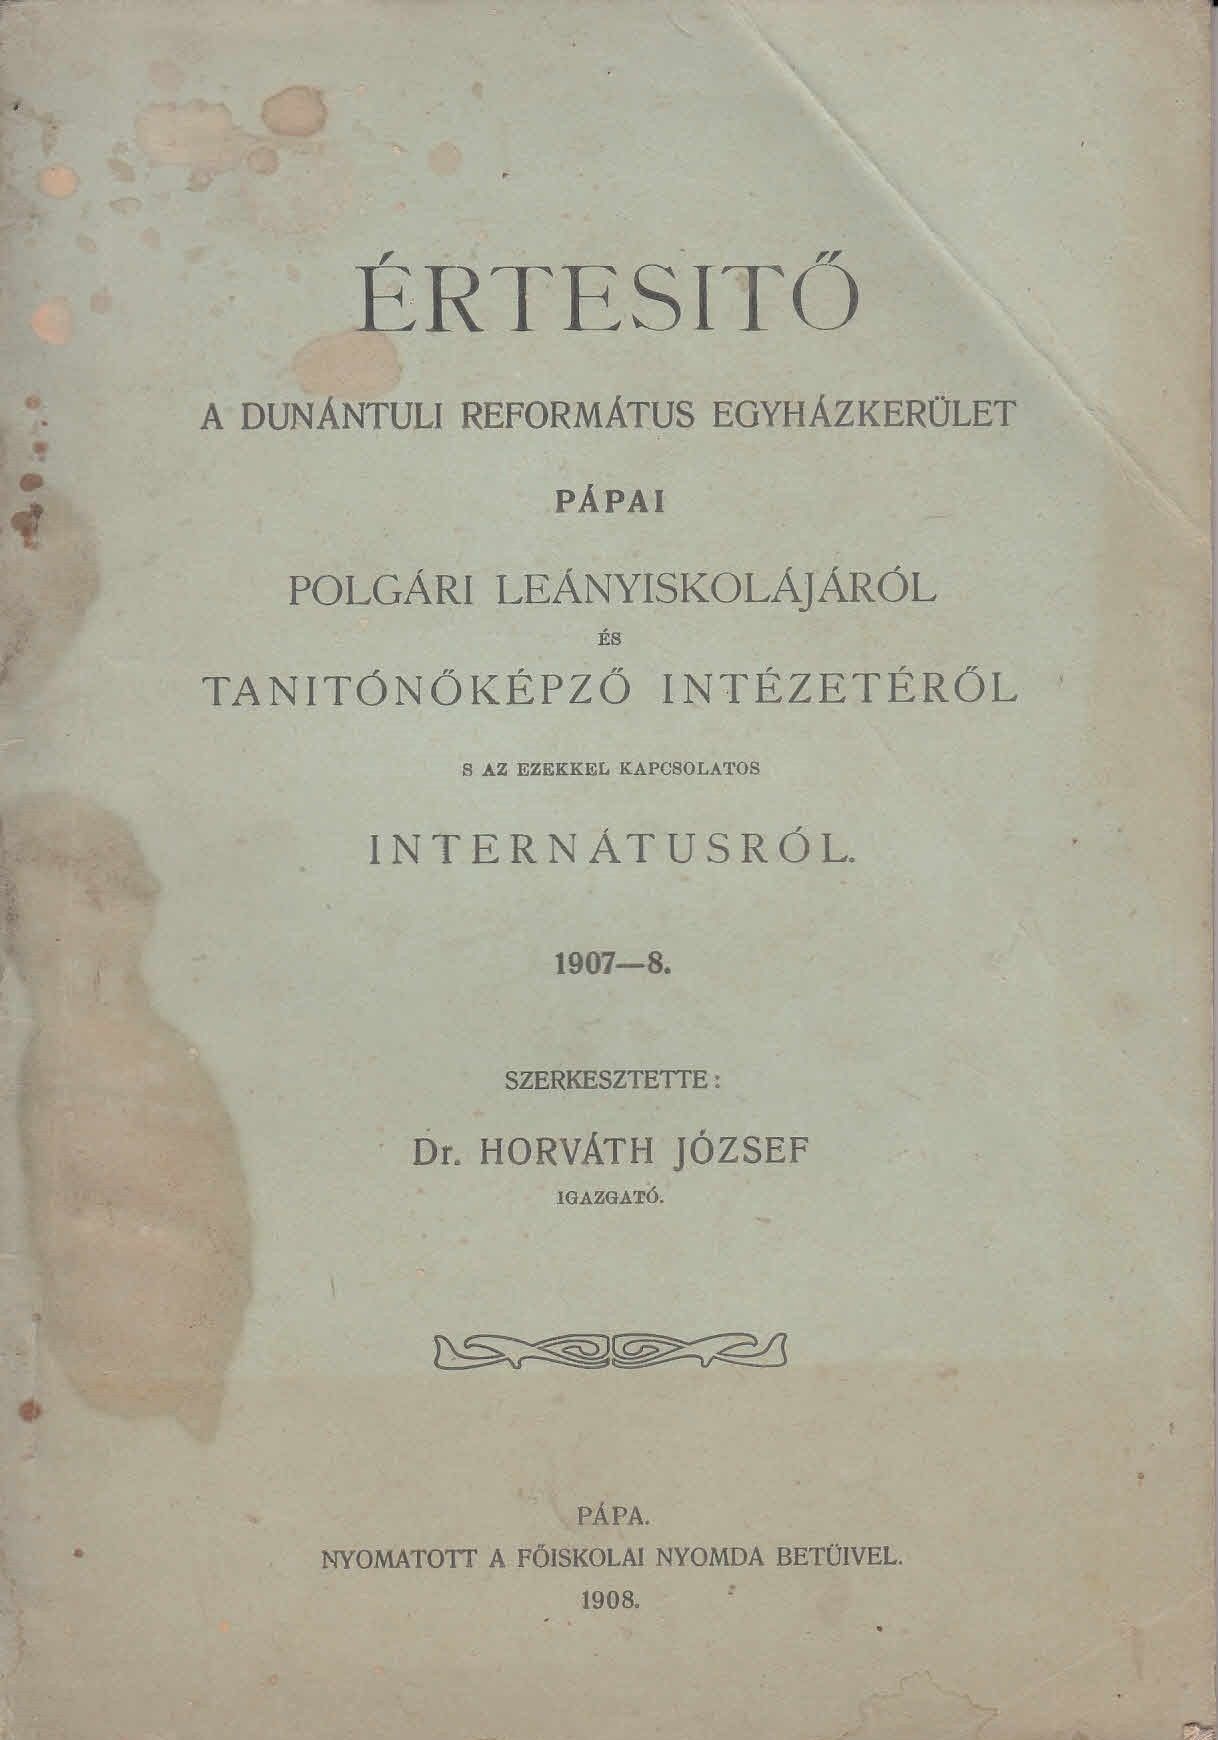 ÉRTESITŐ
A DUNÁNTULI REFORMÁTUS EGYHÁZKERÜLET
PÁPAI
POLGÁRI LEÁNYISKOLÁJÁRÓL
ÉS
TANITÓNŐKÉPZŐ INTÉZETÉRŐL
S AZ EZEKKEL KAPCSOLATOS
INTERNÁTUSRÓL.
1907—8.
SZERKESZTETTE:
Dr. HORVÁTH JÓZSEF
IGAZGATÓ.
PÁPA.
NYOMATOTT A FŐISKOLAI NYOMDA BETÜIVEL.
1908.